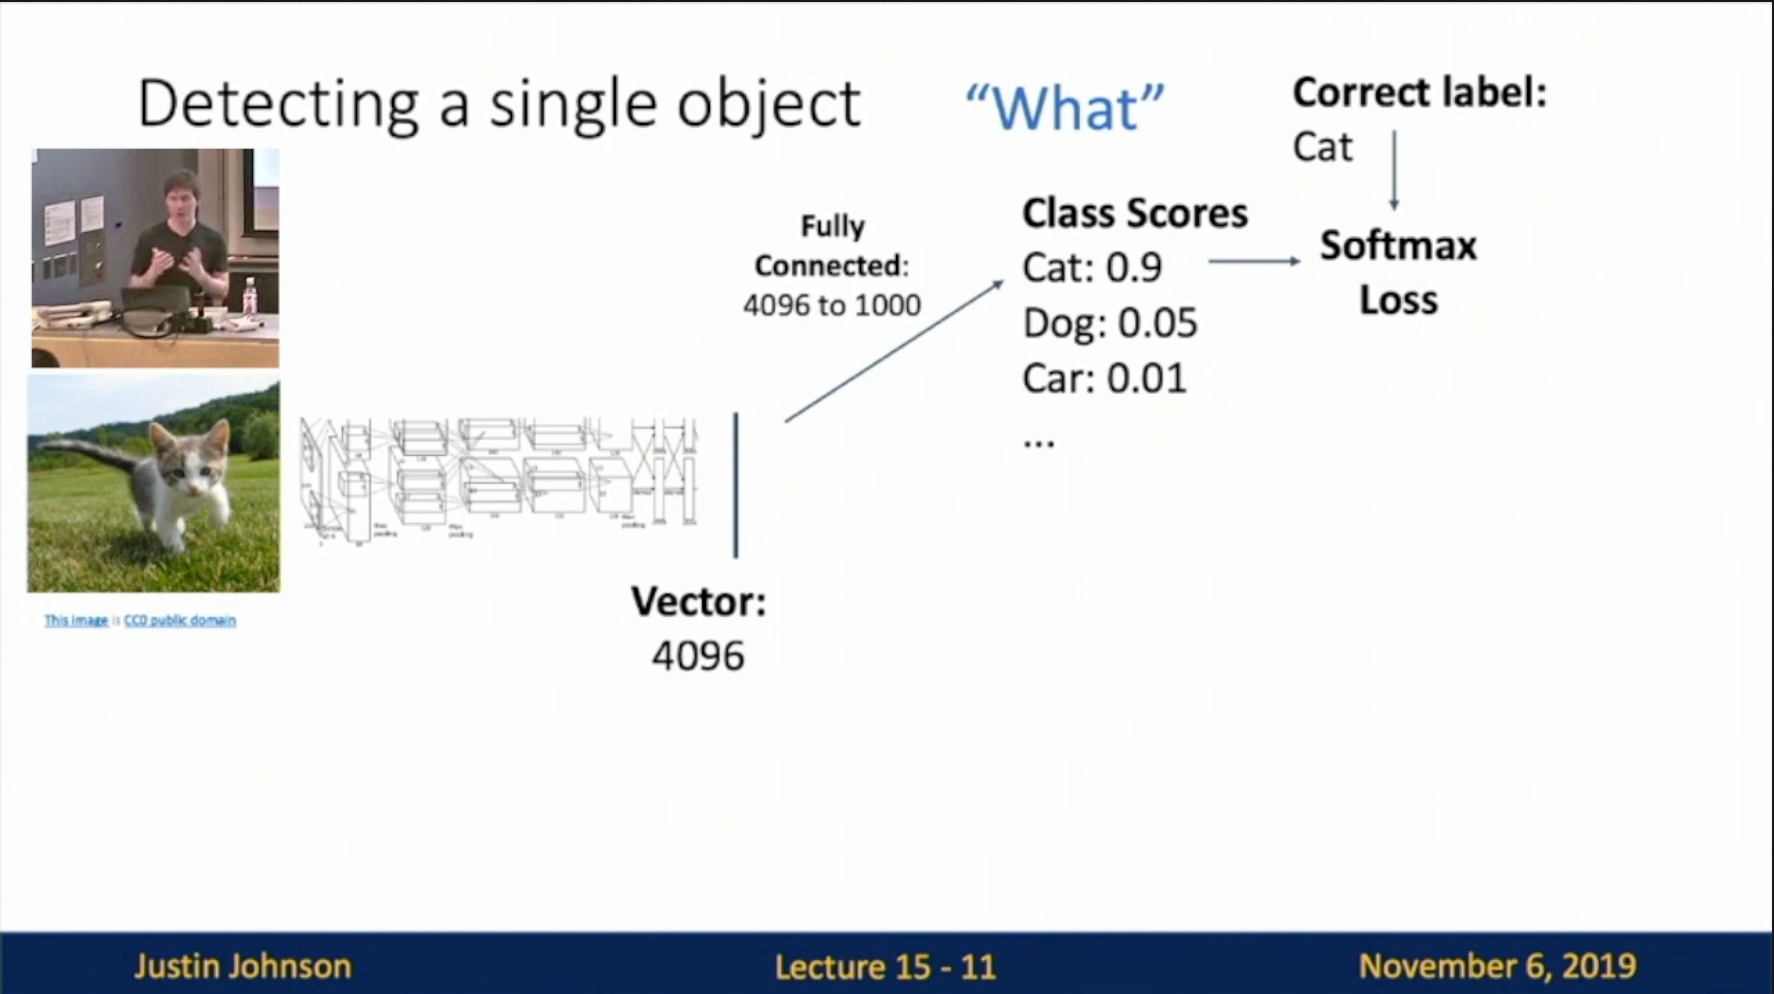 Detecting a single object
“What”
Correct label:
Cat
Fully
Connected:
4096 to 1000
Class Scores
Cat: 0.9
Dog: 0.05
Car: 0.01
...
Softmax
Loss
Vector:
4096
This image is CC0 public domain
Justin Johnson
Lecture 15 - 11
November 6, 2019